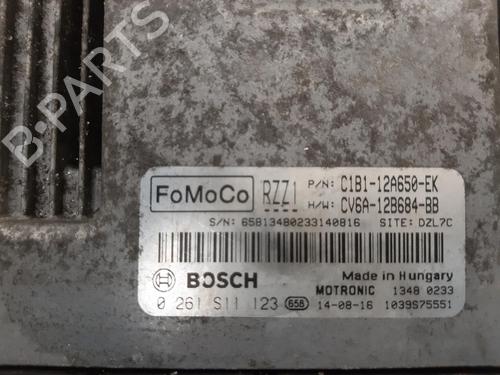 B-PARTS
FoMoCo RZZ1 P/N: C1B1-12A650-EK
H/W: CV6A-12B684-BB
S/N: 65813480233140816 SITE: DZL7C
BOSCH Made in Hungary
MOTRONIC 1348 0233
0 261 S11 123 658 14-08-16 1039S75551